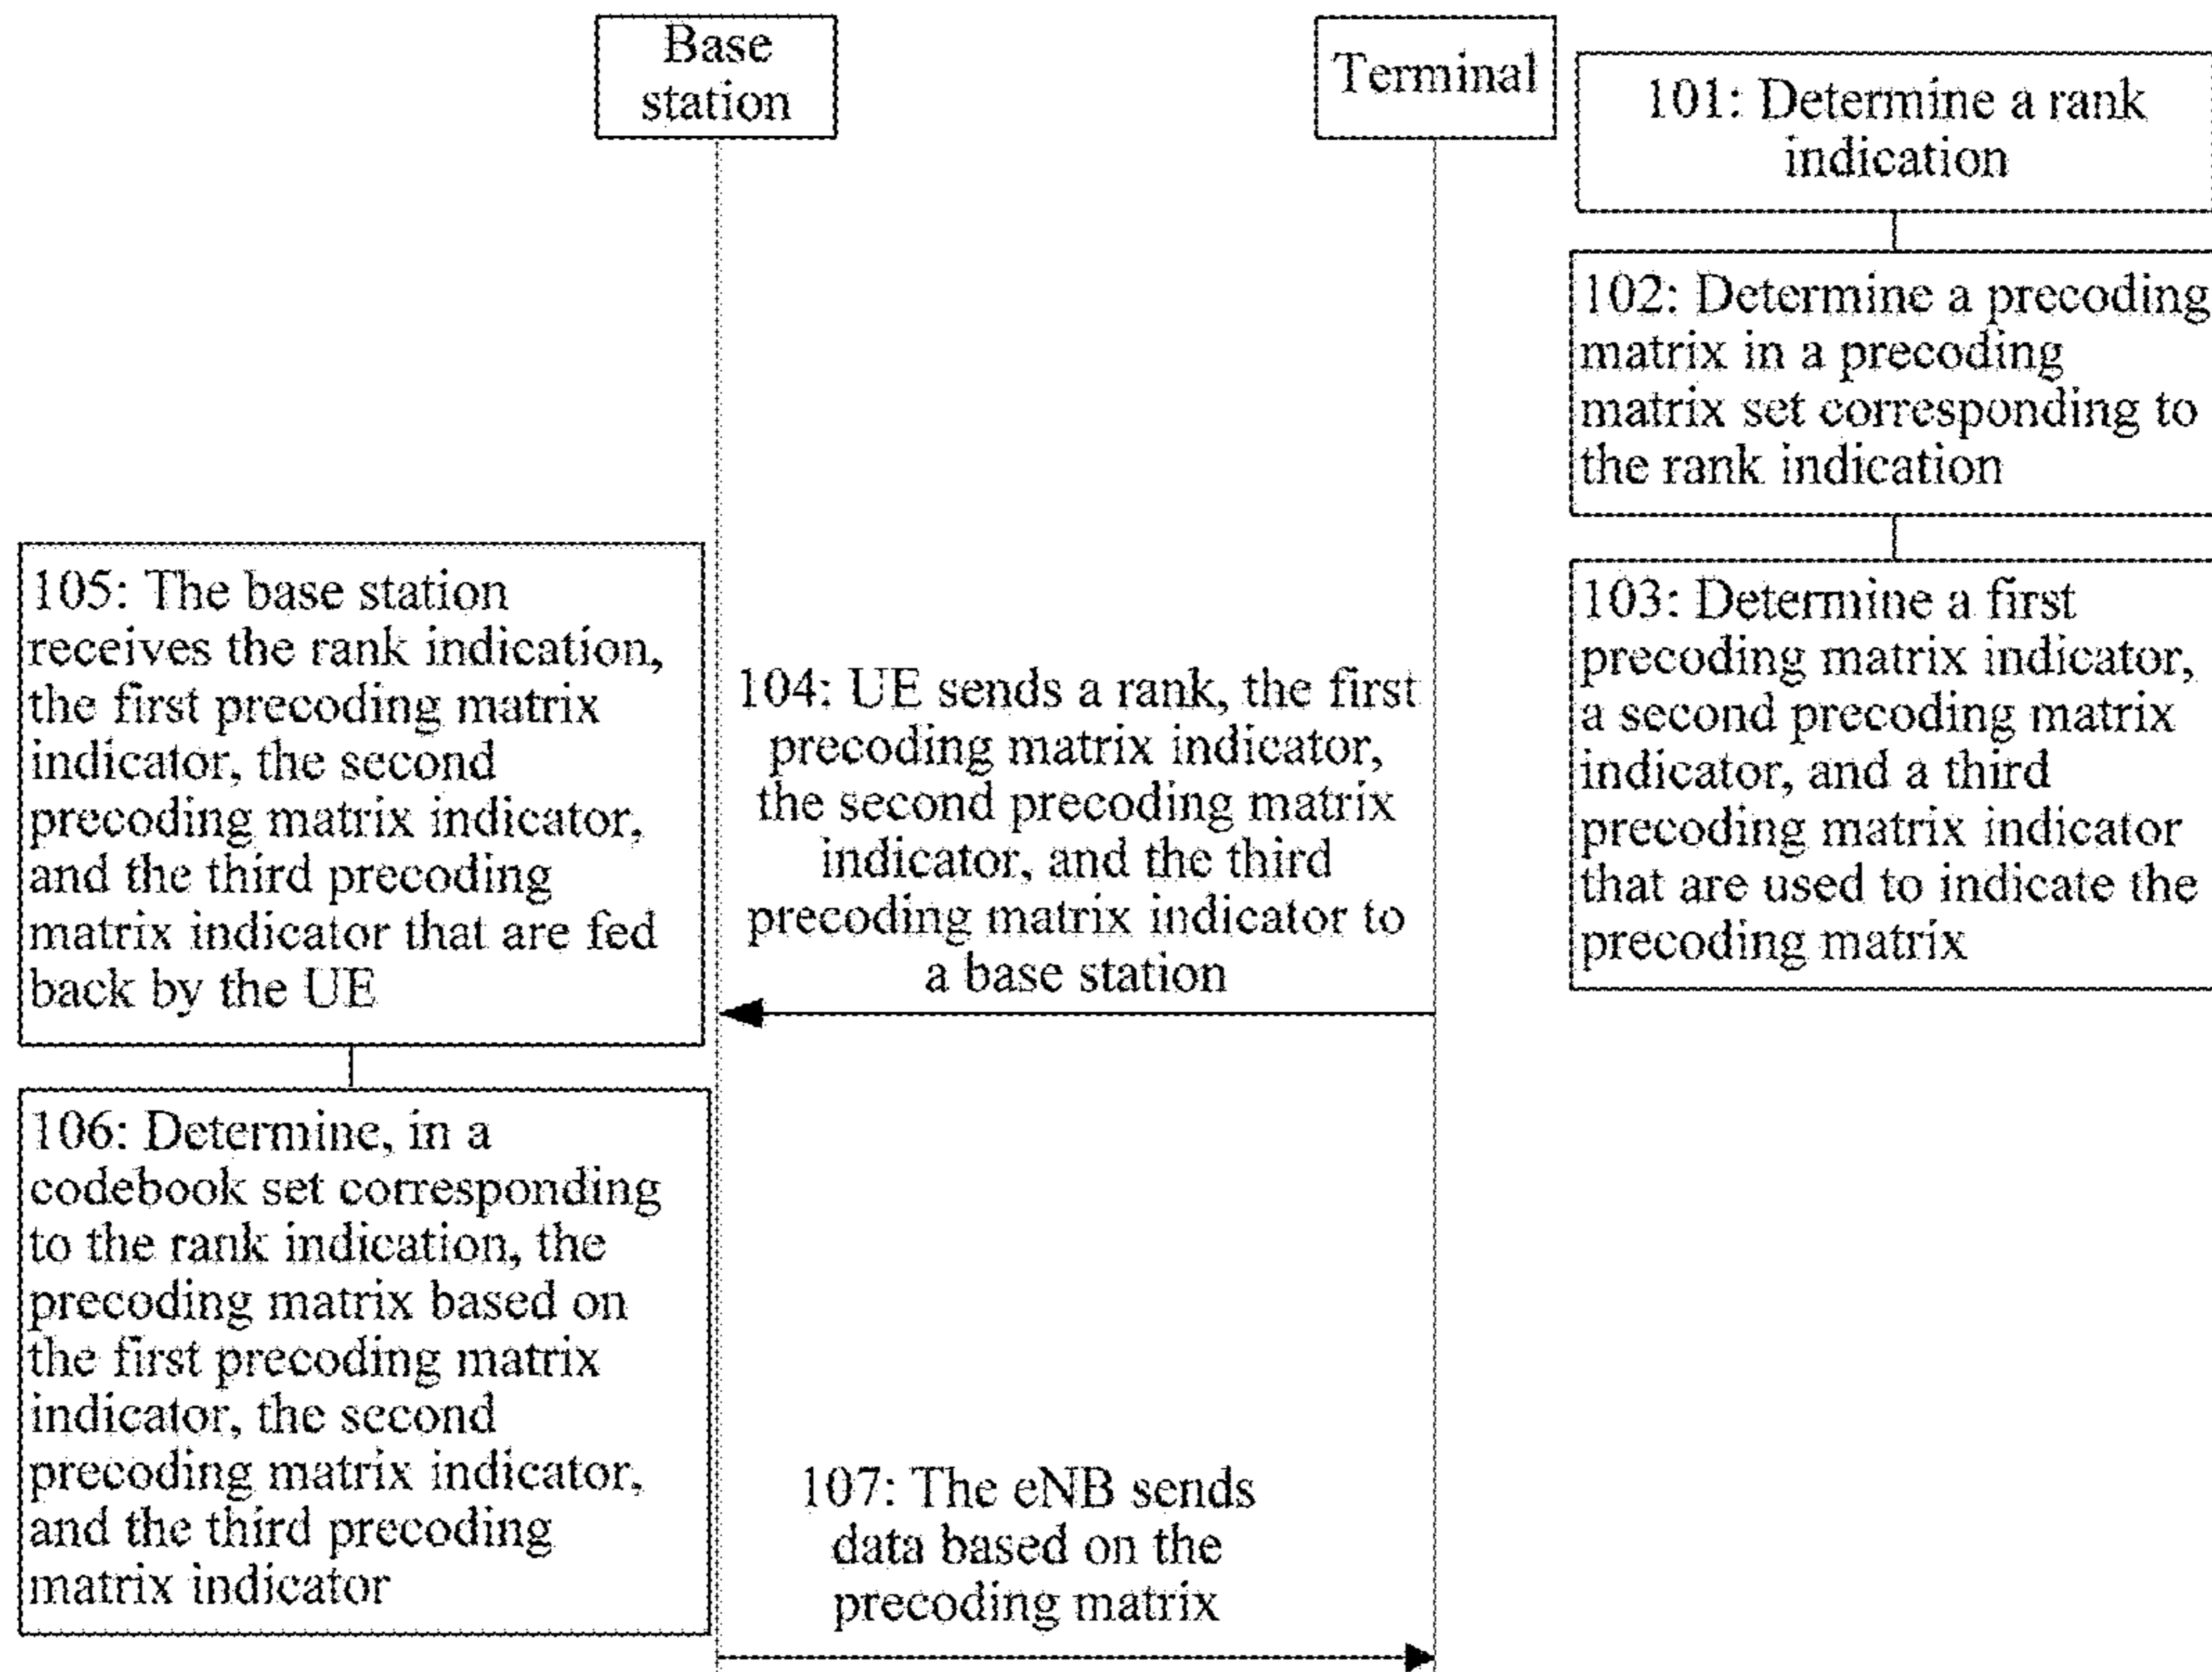 Base
station
Terminal
101: Determine a rank
indication
102: Determine a precoding
matrix in a precoding
matrix set corresponding to
the rank indication
103: Determine a first
precoding matrix indicator,
a second precoding matrix
indicator, and a third
precoding matrix indicator
that are used to indicate the
precoding matrix
104: UE sends a rank, the first
precoding matrix indicator,
the second precoding matrix
indicator, and the third
precoding matrix indicator to
a base station
105: The base station
receives the rank indication,
the first precoding matrix
indicator, the second
precoding matrix indicator,
and the third precoding
matrix indicator that are fed
back by the UE
106: Determine, in a
codebook set corresponding
to the rank indication, the
precoding matrix based on
the first precoding matrix
indicator, the second
precoding matrix indicator,
and the third precoding
matrix indicator
107: The eNB sends
data based on the
precoding matrix